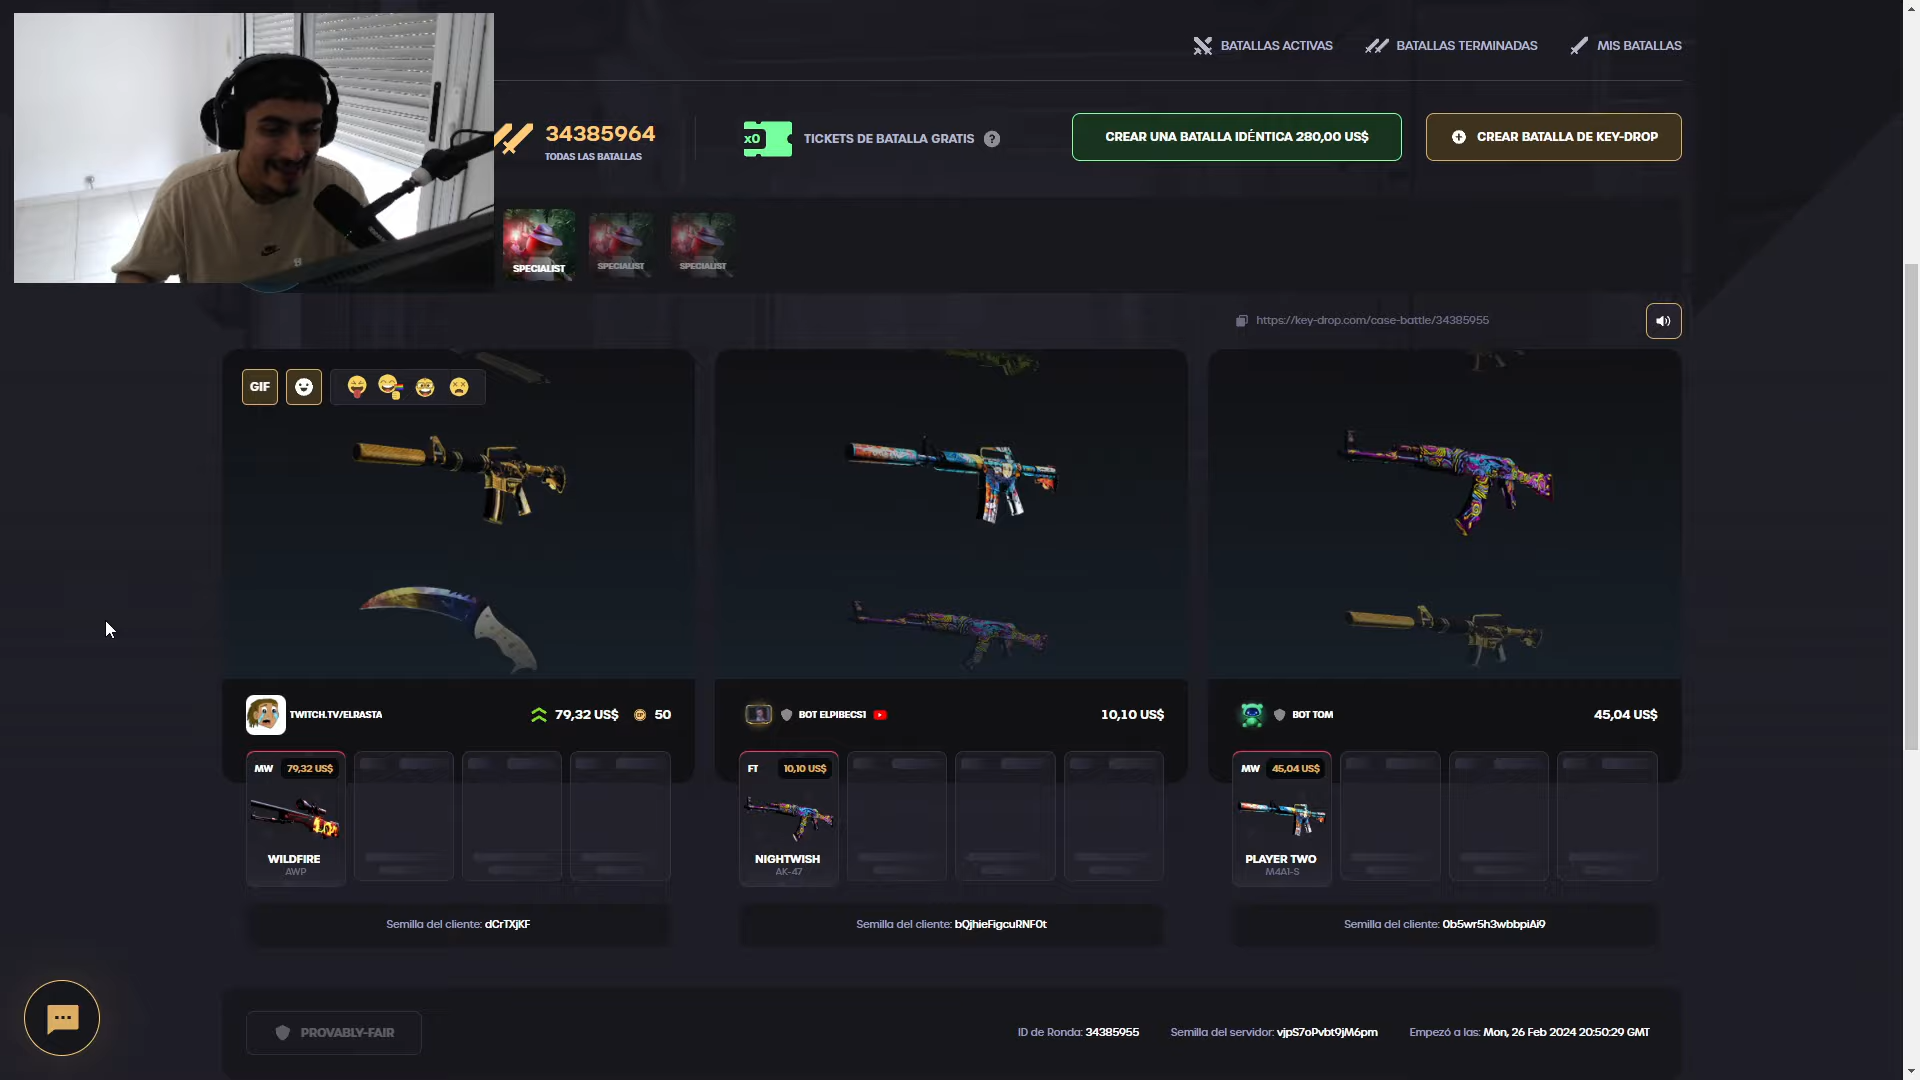 BATALLAS ACTIVAS
BATALLAS TERMINADAS
MIS BATALLAS
34385964
TODAS LAS BATALLAS
x0
TICKETS DE BATALLA GRATIS
?
CREAR UNA BATALLA IDÉNTICA 280,00 US$
CREAR BATALLA DE KEY-DROP
SPECIALIST
SPECIALIST
SPECIALIST
https://key-drop.com/case-battle/34385955
GIF
TWITCH.TV/ELRASTA
79,32 US$
50
BOT ELPIBECS1
10,10 US$
BOT TOM
45,04 US$
MW
79,32 US$
WILDFIRE
AWP
FT
10,10 US$
NIGHTWISH
AK-47
MW
45,04 US$
PLAYER TWO
M4A1-S
Semilla del cliente: dCrTXjKF
Semilla del cliente: bQjhieFigcuRNF0t
Semilla del cliente: 0b5wr5h3wbbpiAi9
PROVABLY-FAIR
ID de Ronda: 34385955
Semilla del servidor: vjpS7oPvbt9jM6pm
Empezó a las: Mon, 26 Feb 2024 20:50:29 GMT